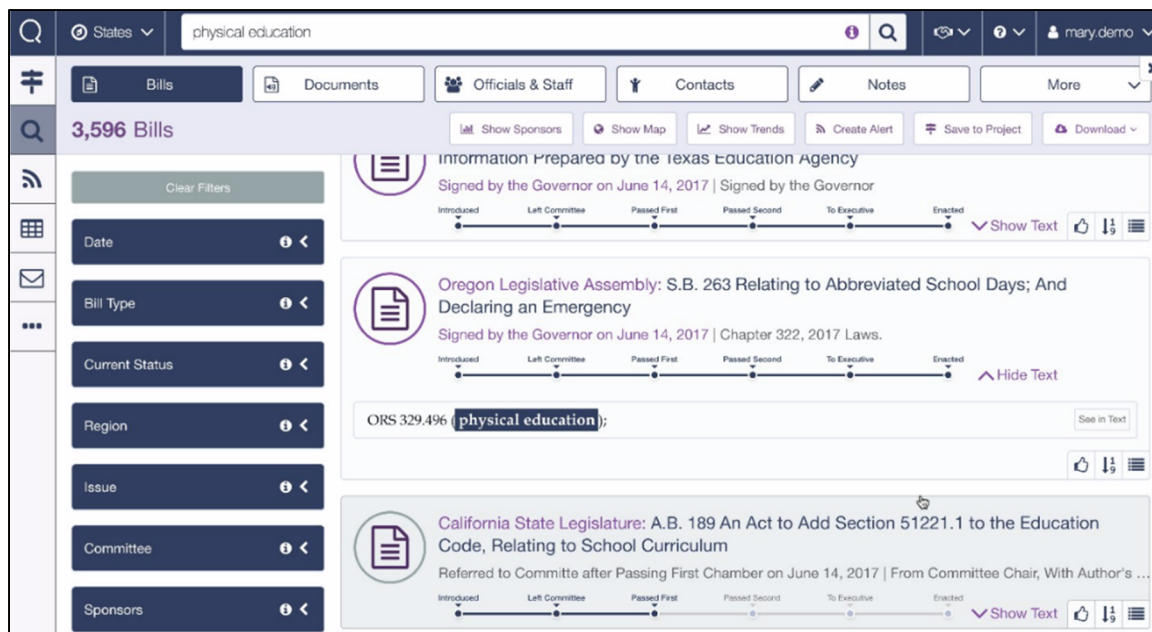 States
physical education
mary.demo
Bills
Documents
Officials & Staff
Contacts
Notes
More
3,596 Bills
Show Sponsors
Show Map
Show Trends
Create Alert
Save to Project
Download
Clear Filters
Date
Bill Type
Current Status
Region
Issue
Committee
Sponsors
Information Prepared by the Texas Education Agency
Signed by the Governor on June 14, 2017 | Signed by the Governor
Introduced Left Committee Passed First Passed Second To Executive Enacted
Show Text
Oregon Legislative Assembly: S.B. 263 Relating to Abbreviated School Days; And
Declaring an Emergency
Signed by the Governor on June 14, 2017 | Chapter 322, 2017 Laws.
Introduced Left Committee Passed First Passed Second To Executive Enacted
Hide Text
ORS 329.496 (physical education);
See in Text
California State Legislature: A.B. 189 An Act to Add Section 51221.1 to the Education
Code, Relating to School Curriculum
Referred to Committe after Passing First Chamber on June 14, 2017 | From Committee Chair, With Author's ...
Introduced Left Committee Passed First Passed Second To Executive Enacted
Show Text